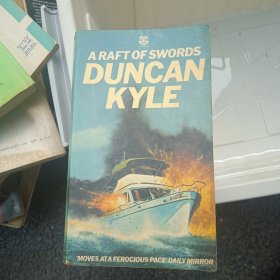 A RAFT OF SWORDS
DUNCAN
KYLE
'MOVES AT A FEROCIOUS PACE' DAILY MIRROR